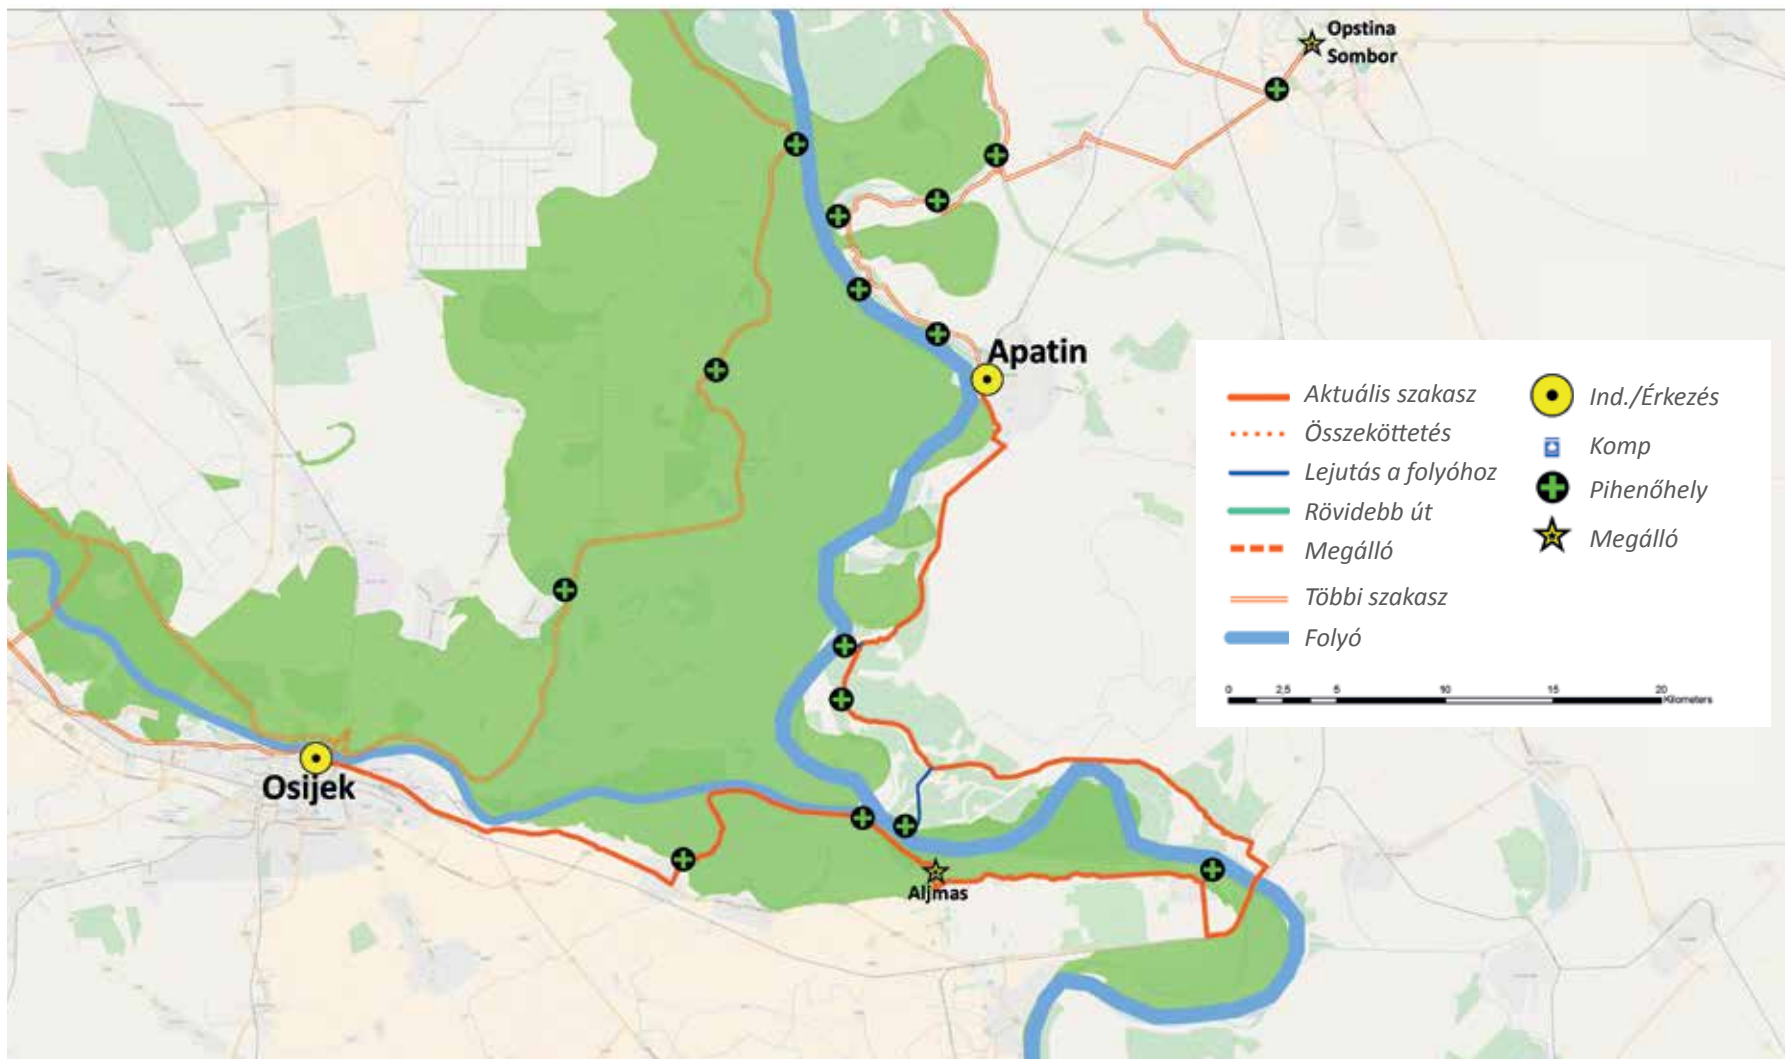 Opstina
Sombor
Apatin
Osijek
Aljmas
Aktuális szakasz
Összeköttetés
Lejutás a folyóhoz
Rövidebb út
Megálló
Többi szakasz
Folyó
Ind./Érkezés
Komp
Pihenőhely
Megálló
0 2,5 5 10 15 20
Kilometers